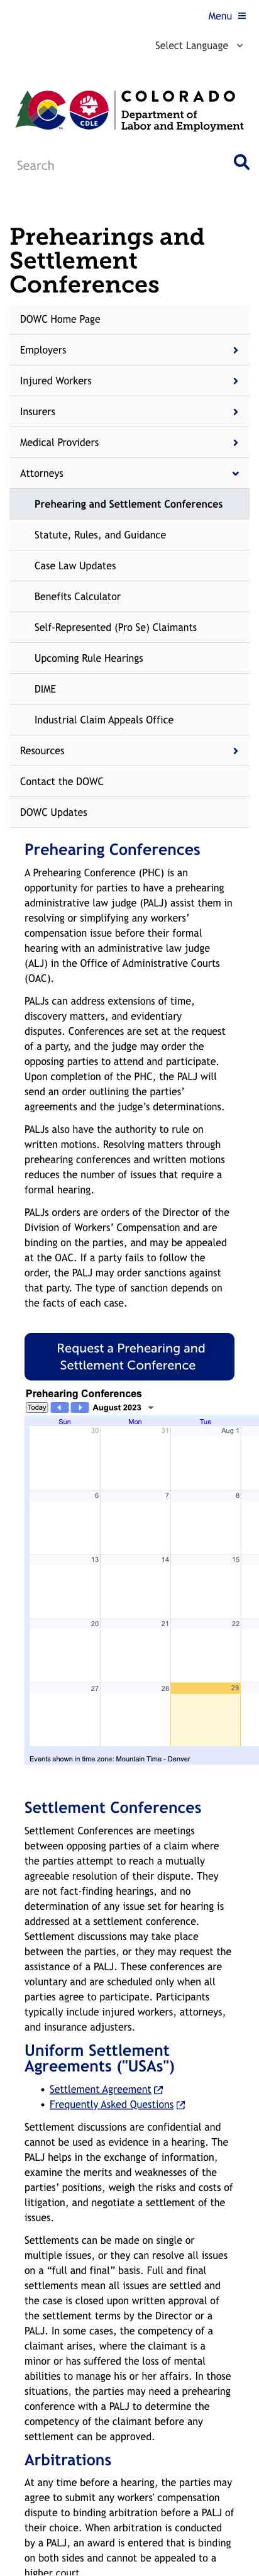 Menu
Select Language
COLORADO
Department of
Labor and Employment
CDLE
Search
Prehearings and
Settlement
Conferences
DOWC Home Page
Employers
Injured Workers
Insurers
Medical Providers
Attorneys
Prehearing and Settlement Conferences
Statute, Rules, and Guidance
Case Law Updates
Benefits Calculator
Self-Represented (Pro Se) Claimants
Upcoming Rule Hearings
DIME
Industrial Claim Appeals Office
Resources
Contact the DOWC
DOWC Updates
Prehearing Conferences
A Prehearing Conference (PHC) is an
opportunity for parties to have a prehearing
administrative law judge (PALJ) assist them in
resolving or simplifying any workers’
compensation issue before their formal
hearing with an administrative law judge
(ALJ) in the Office of Administrative Courts
(OAC).
PALJs can address extensions of time,
discovery matters, and evidentiary
disputes. Conferences are set at the request
of a party, and the judge may order the
opposing parties to attend and participate.
Upon completion of the PHC, the PALJ will
send an order outlining the parties’
agreements and the judge’s determinations.
PALJs also have the authority to rule on
written motions. Resolving matters through
prehearing conferences and written motions
reduces the number of issues that require a
formal hearing.
PALJs orders are orders of the Director of the
Division of Workers’ Compensation and are
binding on the parties, and may be appealed
at the OAC. If a party fails to follow the
order, the PALJ may order sanctions against
that party. The type of sanction depends on
the facts of each case.
Request a Prehearing and
Settlement Conference
Prehearing Conferences
Today August 2023
Sun Mon Tue
30 31 Aug 1
6 7 8
13 14 15
20 21 22
27 28 29
Events shown in time zone: Mountain Time - Denver
Settlement Conferences
Settlement Conferences are meetings
between opposing parties of a claim where
the parties attempt to reach a mutually
agreeable resolution of their dispute. They
are not fact-finding hearings, and no
determination of any issue set for hearing is
addressed at a settlement conference.
Settlement discussions may take place
between the parties, or they may request the
assistance of a PALJ. These conferences are
voluntary and are scheduled only when all
parties agree to participate. Participants
typically include injured workers, attorneys,
and insurance adjusters.
Uniform Settlement
Agreements ("USAs")
• Settlement Agreement
• Frequently Asked Questions
Settlement discussions are confidential and
cannot be used as evidence in a hearing. The
PALJ helps in the exchange of information,
examine the merits and weaknesses of the
parties’ positions, weigh the risks and costs of
litigation, and negotiate a settlement of the
issues.
Settlements can be made on single or
multiple issues, or they can resolve all issues
on a “full and final” basis. Full and final
settlements mean all issues are settled and
the case is closed upon written approval of
the settlement terms by the Director or a
PALJ. In some cases, the competency of a
claimant arises, where the claimant is a
minor or has suffered the loss of mental
abilities to manage his or her affairs. In those
situations, the parties may need a prehearing
conference with a PALJ to determine the
competency of the claimant before any
settlement can be approved.
Arbitrations
At any time before a hearing, the parties may
agree to submit any workers' compensation
dispute to binding arbitration before a PALJ of
their choice. When arbitration is conducted
by a PALJ, an award is entered that is binding
on both sides and cannot be appealed to a
higher court.